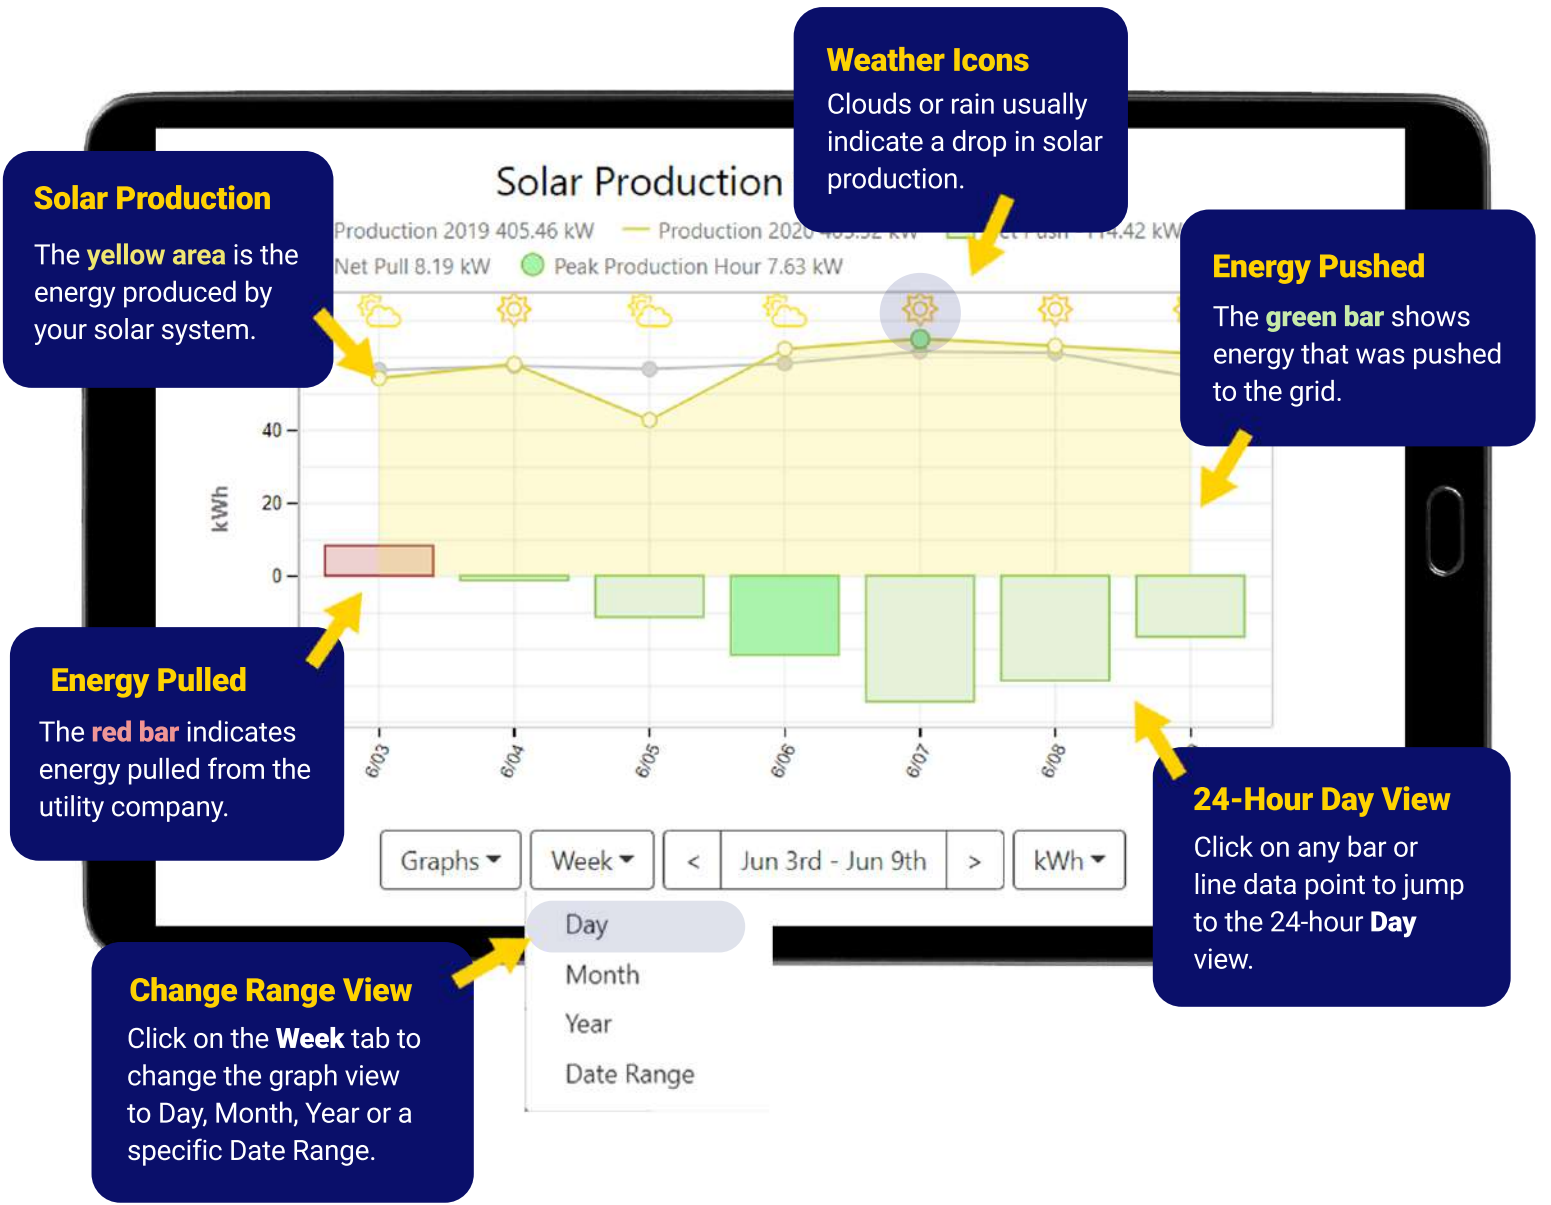 Weather Icons
Clouds or rain usually
indicate a drop in solar
production.
Solar Production
Solar Production
The yellow area is the
energy produced by
your solar system.
Production 2019 405.46 kW
Production 2020
kW
14.42 kW
Net Pull 8.19 kW
Peak Production Hour 7.63 kW
Energy Pushed
The green bar shows
energy that was pushed
to the grid.
40
20
0
kWh
Energy Pulled
The red bar indicates
energy pulled from the
utility company.
6/03
6/04
6/05
6/06
6/07
6/08
24-Hour Day View
Click on any bar or
line data point to jump
to the 24-hour Day
view.
Graphs
Week
<
Jun 3rd - Jun 9th
>
kWh
Day
Month
Year
Date Range
Change Range View
Click on the Week tab to
change the graph view
to Day, Month, Year or a
specific Date Range.